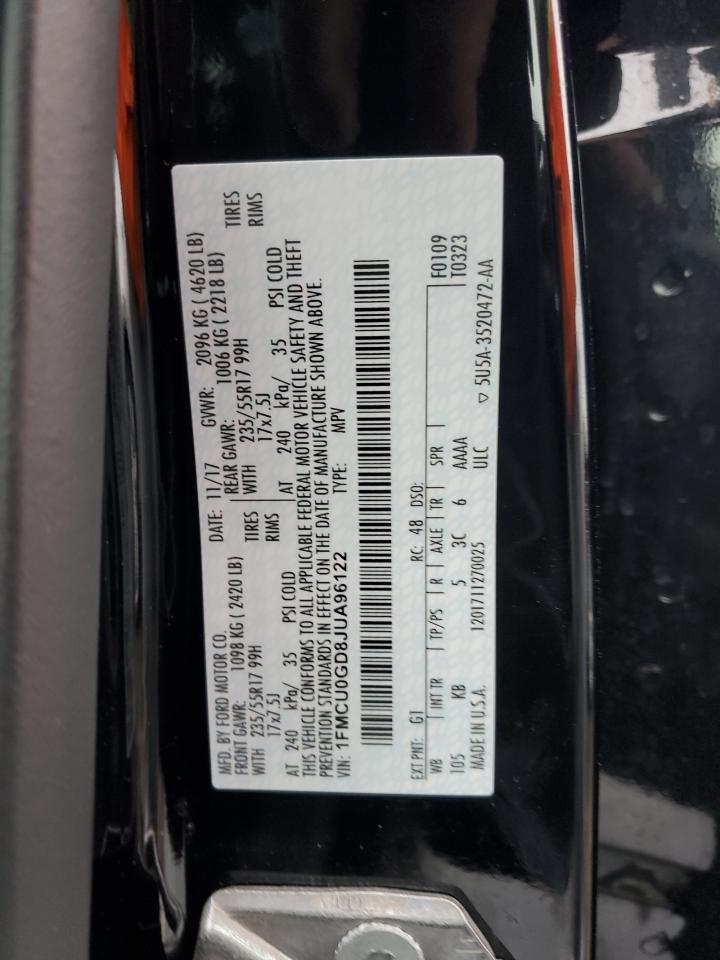 MFD. BY FORD MOTOR CO. DATE: 11/17 GVWR: 2096 KG ( 4620 LB)
FRONT GAWR: 1098 KG ( 2420 LB) REAR GAWR: 1006 KG ( 2218 LB)
WITH 235/55R17 99H TIRES WITH 235/55R17 99H TIRES
17x7.5J RIMS 17x7.5J RIMS
AT 240 kPa/ 35 PSI COLD AT 240 kPa/ 35 PSI COLD
THIS VEHICLE CONFORMS TO ALL APPLICABLE FEDERAL MOTOR VEHICLE SAFETY AND THEFT
PREVENTION STANDARDS IN EFFECT ON THE DATE OF MANUFACTURE SHOWN ABOVE.
VIN: 1FMCU0GD8JUA96122 TYPE: MPV
EXT PNT: G1 RC: 48 DSO: F0109
WB INT TR TP/PS R AXLE TR SPR T0323
105 KB 5 3C 6 AAAA
MADE IN U.S.A. 12017111270025 ULC ▽ 5U5A-3520472-AA